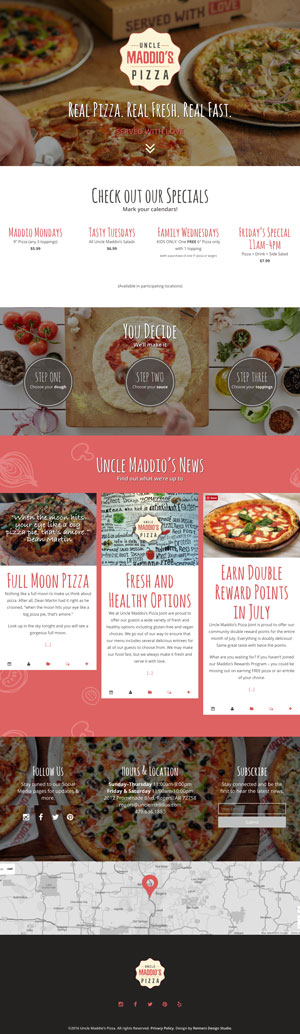 SERVED WITH LOVE
UNCLE
MADDIO'S
PIZZA
REAL PIZZA. REAL FRESH. REAL FAST.
SERVED WITH LOVE
CHECK OUT OUR SPECIALS
Mark your calendars!
MADDIO MONDAYS
9" Pizza (any 3 toppings)
$5.99
TASTY TUESDAYS
All Uncle Maddio's Salads
$6.99
FAMILY WEDNESDAYS
KIDS ONLY: One FREE 6" Pizza only
with 1 topping
FRIDAY'S SPECIAL
11AM-4PM
Pizza + Drink + Side Salad
$7.99
(Available in participating locations)
YOU DECIDE
We'll make it
STEP ONE
Choose your dough
STEP TWO
Choose your sauce
STEP THREE
Choose your toppings
UNCLE MADDIO'S NEWS
Find out what we're up to
When the moon hits
your eye like a big
pizza pie, that's amore."
FULL MOON PIZZA
Nothing like a full moon to make us think about
pizza. After all, Dean Martin had it right as he
crooned, "when the moon hits your eye like a
big pizza pie, that's amore."
Look up in the sky tonight and you will see a
gorgeous full moon.
[...]
UNCLE
MADDIO'S
PIZZA
FRESH AND
HEALTHY OPTIONS
We at Uncle Maddio's Pizza Joint are proud to
offer our guests a wide variety of fresh and
healthy options including gluten-free and vegan
choices. We go out of our way to ensure that
our menu includes several delicious entrees for
all of our guests to choose from. We may make
our food fast, but we always make it fresh and
serve it with love.
[...]
EARN DOUBLE
REWARD POINTS
IN JULY
Uncle Maddio's Pizza Joint is proud to offer our
community double reward points for the entire
month of July. Everything is doubly delicious!
Same great taste with twice the points.
What are you waiting for? If you haven't joined
our Maddio's Rewards Program – you could be
missing out on earning FREE pizza or an entrée
of your choice.
[...]
FOLLOW US
Stay tuned to our Social
Media pages for updates &
more.
HOURS & LOCATION
Sunday-Thursday 11:00am-9:00pm
Friday & Saturday 11:00am-10:00pm
2012 Promenade Blvd, Rogers AR 72758
SUBSCRIBE
Stay connected and be the
first to hear the latest news.
Submit
UNCLE
MADDIO'S
PIZZA
©2016 Uncle Maddio's Pizza. All rights Reserved. Privacy Policy. Design by Reimers Design Studio.